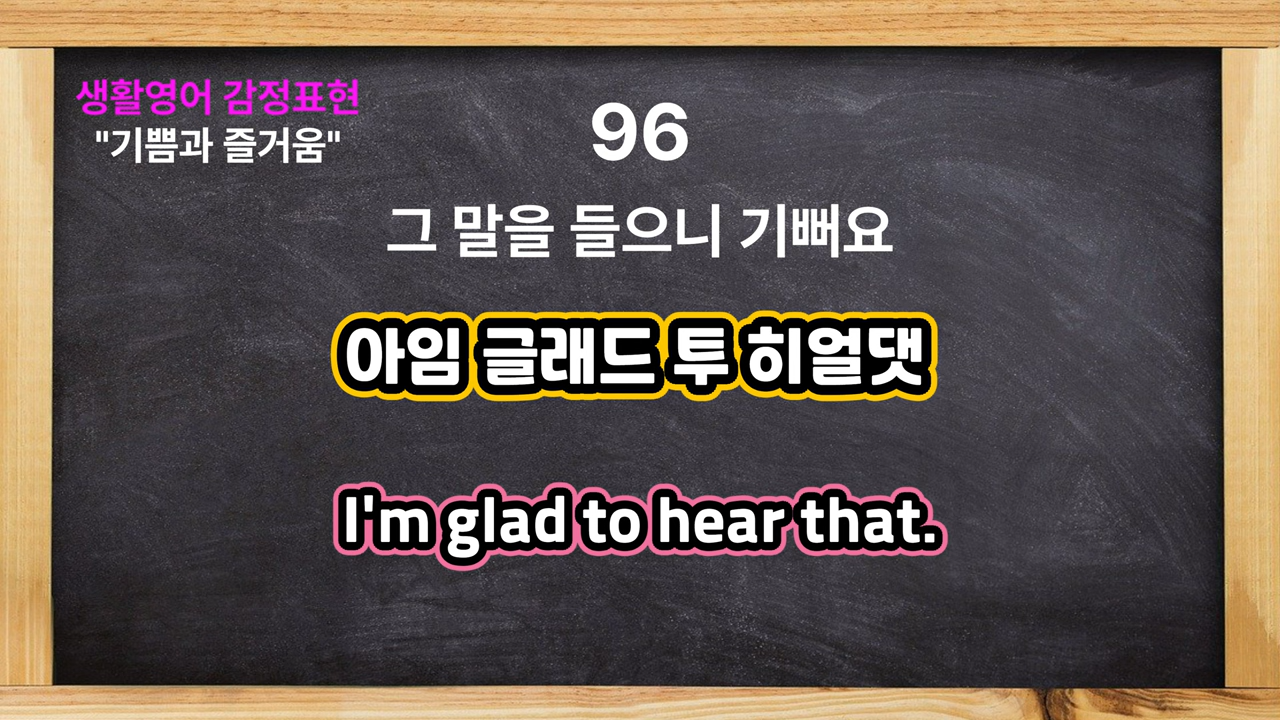 생활영어 감정표현
"기쁨과 즐거움"
96
그 말을 들으니 기뻐요
아임 글래드 투 히얼댓
I'm glad to hear that.